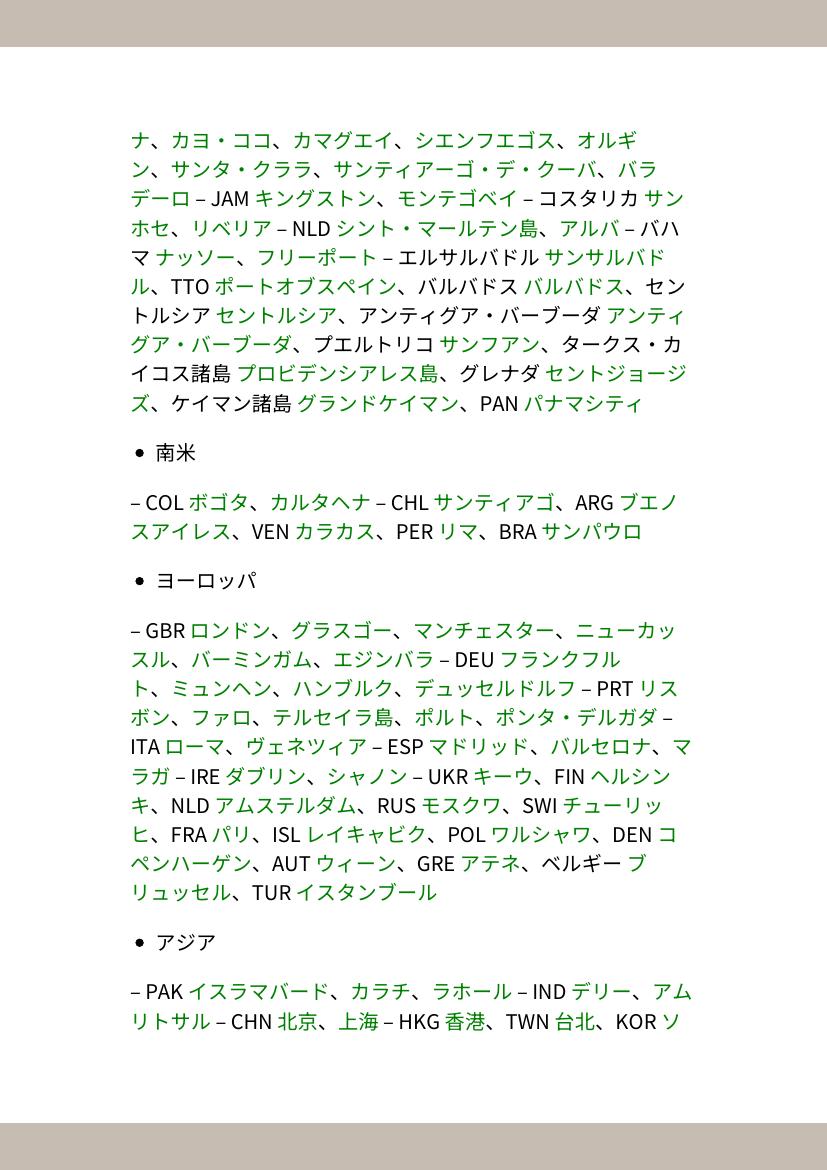 ナ、カヨ・ココ、カマグエイ、シエンフエゴス、オルギ
ン、サンタ・クララ、サンティアーゴ・デ・クーバ、バラ
デーロ – JAM キングストン、モンテゴベイ – コスタリカ サン
ホセ、リベリア – NLD シント・マールテン島、アルバ – バハ
マ ナッソー、フリーポート – エルサルバドル サンサルバド
ル、TTO ポートオブスペイン、バルバドス バルバドス、セン
トルシア セントルシア、アンティグア・バーブーダ アンティ
グア・バーブーダ、プエルトリコ サンフアン、タークス・カ
イコス諸島 プロビデンシアレス島、グレナダ セントジョージ
ズ、ケイマン諸島 グランドケイマン、PAN パナマシティ
• 南米
– COL ボゴタ、カルタヘナ – CHL サンティアゴ、ARG ブエノ
スアイレス、VEN カラカス、PER リマ、BRA サンパウロ
• ヨーロッパ
– GBR ロンドン、グラスゴー、マンチェスター、ニューカッ
スル、バーミンガム、エジンバラ – DEU フランクフル
ト、ミュンヘン、ハンブルク、デュッセルドルフ – PRT リス
ボン、ファロ、テルセイラ島、ポルト、ポンタ・デルガダ –
ITA ローマ、ヴェネツィア – ESP マドリッド、バルセロナ、マ
ラガ – IRE ダブリン、シャノン – UKR キーウ、FIN ヘルシン
キ、NLD アムステルダム、RUS モスクワ、SWI チューリッ
ヒ、FRA パリ、ISL レイキャビク、POL ワルシャワ、DEN コ
ペンハーゲン、AUT ウィーン、GRE アテネ、ベルギー ブ
リュッセル、TUR イスタンブール
• アジア
– PAK イスラマバード、カラチ、ラホール – IND デリー、アム
リトサル – CHN 北京、上海 – HKG 香港、TWN 台北、KOR ソ